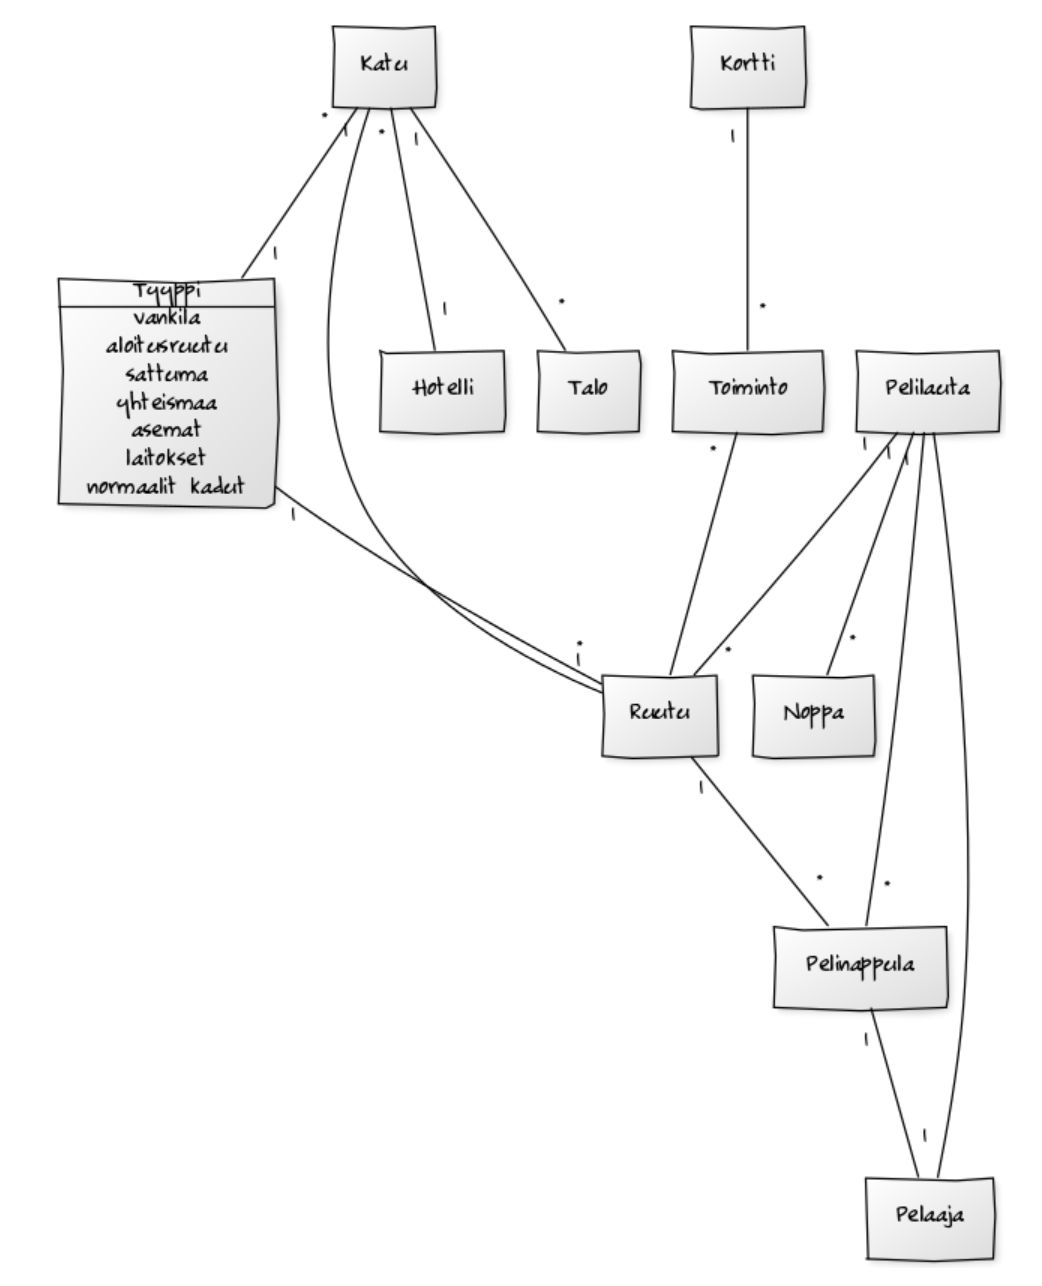 Katu
Kortti
*
1
*
1
1
1
1
*
*
Tyyppi
vankila
aloitusruutu
sattuma
yhteismaa
asemat
laitokset
normaalit kadut
Hotelli
Talo
Toiminto
Pelilauta
*
1
1
1
1
*
1
*
*
Ruutu
Noppa
1
*
*
Pelinappula
1
1
Pelaaja